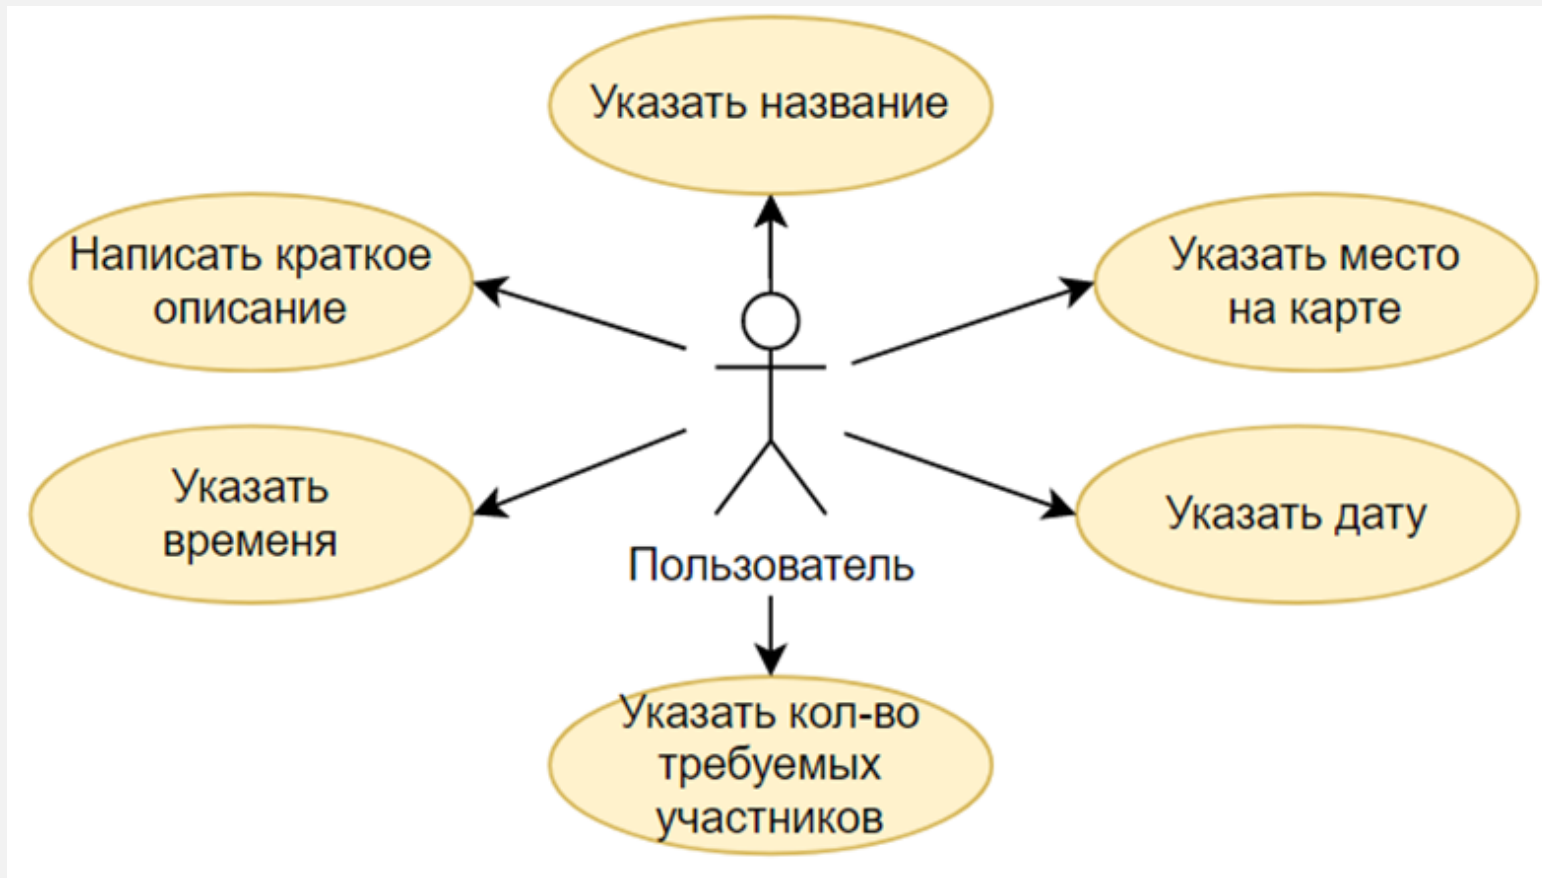 Указать название
Написать краткое
описание
Указать место
на карте
Указать
временя
Указать дату
Пользователь
Указать кол-во
требуемых
участников